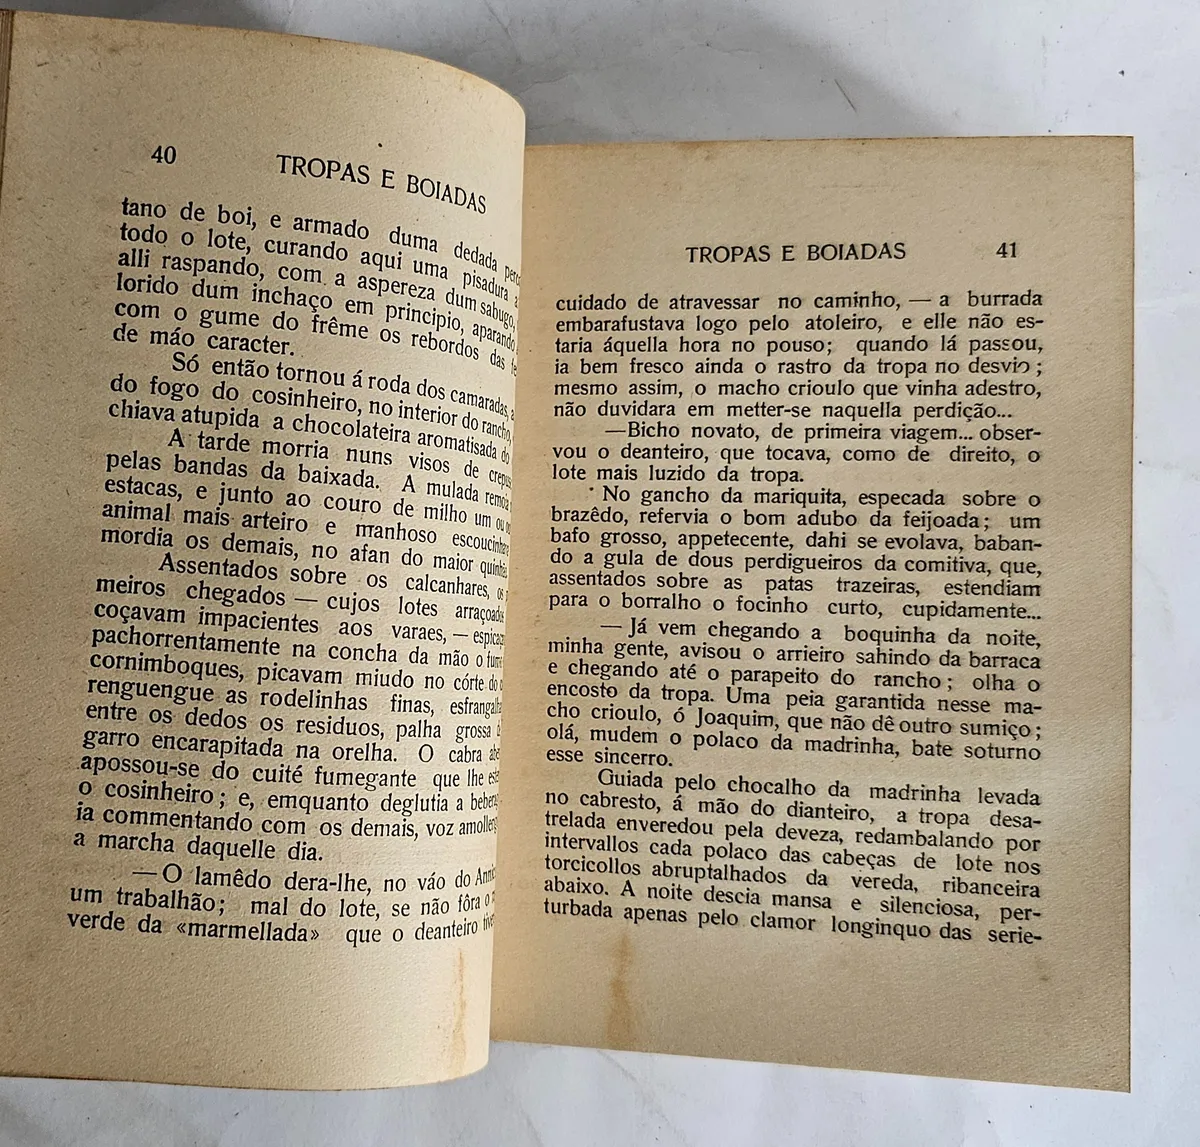 40 TROPAS E BOIADAS
tano de boi, e armado duma dedada
todo o lote, curando aqui uma pisadura
alli raspando, com a aspereza dum sabugo,
lorido dum inchaço em principio, aparando
com o gume do frême os rebordos das
de máo caracter.
Só então tornou á roda dos camaradas,
do fogo do cosinheiro, no interior do rancho,
chiava atupida a chocolateira aromatisada do
A tarde morria nuns visos de
pelas bandas da baixada. A mulada
estacas, e junto ao couro de milho um ou
animal mais arteiro e manhoso
mordia os demais, no afan do maior
Assentados sobre os calcanhares,
meiros chegados — cujos lotes
coçavam impacientes aos varaes, —
pachorrentamente na concha da mão o
cornimboques, picavam miudo no córte do
renguengue as rodelinhas finas,
entre os dedos os residuos, palha grossa
garro encarapitada na orelha. O cabra
apossou-se do cuité fumegante que lhe
o cosinheiro; e, emquanto deglutia a
ia commentando com os demais, voz
a marcha daquelle dia.
—O lamêdo dera-lhe, no váo do
um trabalhão; mal do lote, se não fôra o
verde da «marmellada» que o deanteiro
TROPAS E BOIADAS 41
cuidado de atravessar no caminho, — a burrada
embarafustava logo pelo atoleiro, e elle não es-
taria áquella hora no pouso; quando lá passou,
ia bem fresco ainda o rastro da tropa no desvio;
mesmo assim, o macho crioulo que vinha adestro,
não duvidara em metter-se naquella perdição...
—Bicho novato, de primeira viagem... obser-
vou o deanteiro, que tocava, como de direito, o
lote mais luzido da tropa.
No gancho da mariquita, especada sobre o
brazêdo, refervia o bom adubo da feijoada; um
bafo grosso, appetecente, dahi se evolava, baban-
do a gula de dous perdigueiros da comitiva, que,
assentados sobre as patas trazeiras, estendiam
para o borralho o focinho curto, cupidamente...
— Já vem chegando a boquinha da noite,
minha gente, avisou o arrieiro sahindo da barraca
e chegando até o parapeito do rancho; olha o
encosto da tropa. Uma peia garantida nesse ma-
cho crioulo, ó Joaquim, que não dê outro sumiço;
olá, mudem o polaco da madrinha, bate soturno
esse sincerro.
Guiada pelo chocalho da madrinha levada
no cabresto, á mão do dianteiro, a tropa desa-
trelada enveredou pela deveza, redambalando por
intervallos cada polaco das cabeças de lote nos
torcicollos abruptalhados da vereda, ribanceira
abaixo. A noite descia mansa e silenciosa, per-
turbada apenas pelo clamor longinquo das serie-